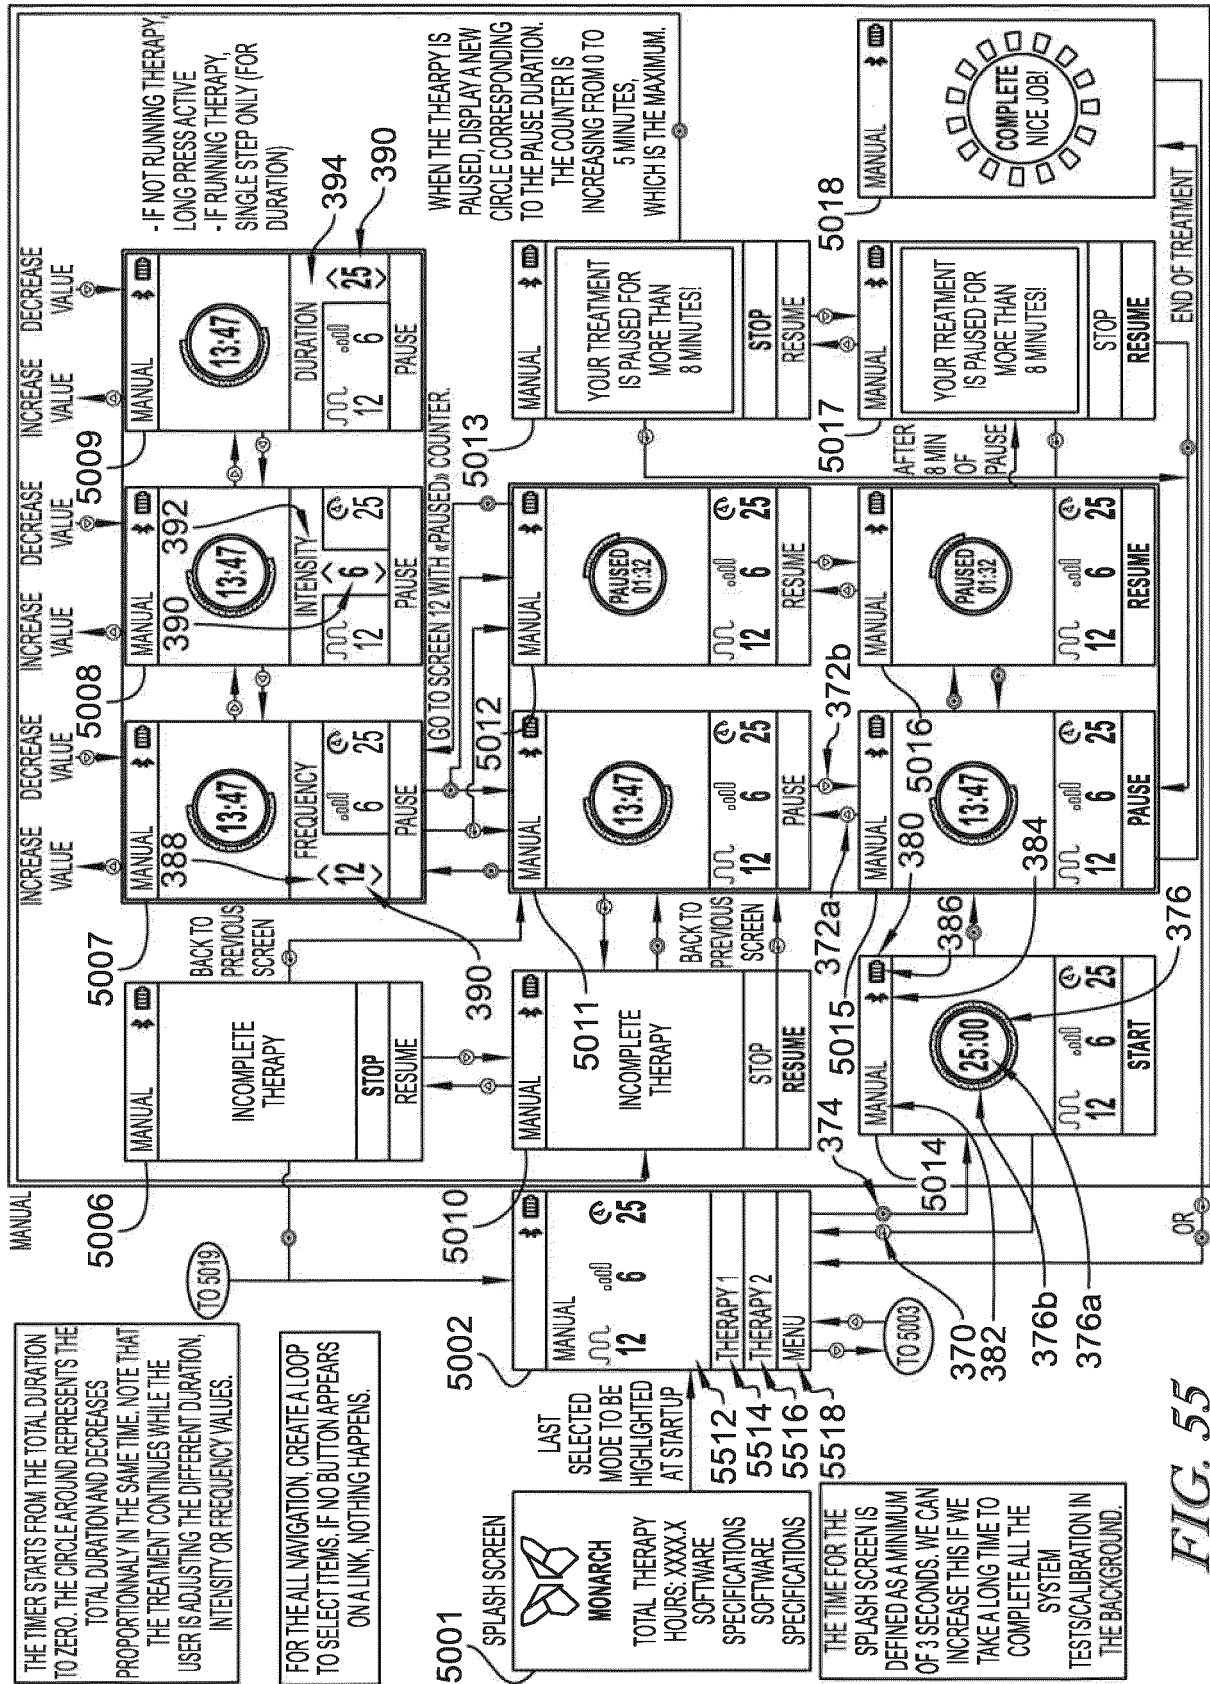 MANUAL
THE TIMER STARTS FROM THE TOTAL DURATION
TO ZERO. THE CIRCLE AROUND REPRESENTS THE
TOTAL DURATION AND DECREASES
PROPORTIONNALY IN THE SAME TIME. NOTE THAT
THE TREATMENT CONTINUES WHILE THE
USER IS ADJUSTING THE DIFFERENT DURATION,
INTENSITY OR FREQUENCY VALUES.
FOR THE ALL NAVIGATION, CREATE A LOOP
TO SELECT ITEMS. IF NO BUTTON APPEARS
ON A LINK, NOTHING HAPPENS.
TO 5019
5006
MANUAL
INCOMPLETE
THERAPY
STOP
RESUME
BACK TO
PREVIOUS
SCREEN
INCREASE
VALUE
DECREASE
VALUE
INCREASE
VALUE
DECREASE
VALUE
INCREASE
VALUE
DECREASE
VALUE
5007
MANUAL
388
13:47
FREQUENCY
< 12 >
6
25
PAUSE
390
5008
MANUAL
390
392
13:47
INTENSITY
12
< 6 >
25
PAUSE
5009
MANUAL
13:47
DURATION
12
6
< 25 >
PAUSE
394
390
- IF NOT RUNNING THERAPY,
LONG PRESS ACTIVE
- IF RUNNING THERAPY,
SINGLE STEP ONLY (FOR
DURATION)
GO TO SCREEN 12 WITH «PAUSED» COUNTER.
SPLASH SCREEN
5001
MONARCH
TOTAL THERAPY
HOURS: XXXXX
SOFTWARE
SPECIFICATIONS
SOFTWARE
SPECIFICATIONS
LAST
SELECTED
MODE TO BE
HIGHLIGHTED
AT STARTUP
5002
MANUAL
12
6
25
THERAPY 1
THERAPY 2
MENU
5512
5514
5516
5518
TO 5003
5010
MANUAL
INCOMPLETE
THERAPY
STOP
RESUME
BACK TO
PREVIOUS
SCREEN
5011
MANUAL
13:47
12
6
25
PAUSE
5012
MANUAL
PAUSED
01:32
12
6
25
RESUME
5013
MANUAL
YOUR TREATMENT
IS PAUSED FOR
MORE THAN
8 MINUTES!
STOP
RESUME
WHEN THE THEARPY IS
PAUSED, DISPLAY A NEW
CIRCLE CORRESPONDING
TO THE PAUSE DURATION.
THE COUNTER IS
INCREASING FROM 0 TO
5 MINUTES,
WHICH IS THE MAXIMUM.
372a
372b
374
370
382
376b
376a
376
5014
MANUAL
25:00
12
6
25
START
380
386
384
5015
MANUAL
13:47
12
6
25
PAUSE
5016
MANUAL
PAUSED
01:32
12
6
25
RESUME
AFTER
8 MIN
OF
PAUSE
5017
MANUAL
YOUR TREATMENT
IS PAUSED FOR
MORE THAN
8 MINUTES!
STOP
RESUME
5018
MANUAL
COMPLETE
NICE JOB!
END OF TREATMENT
OR
THE TIME FOR THE
SPLASH SCREEN IS
DEFINED AS A MINIMUM
OF 3 SECONDS. WE CAN
INCREASE THIS IF WE
TAKE A LONG TIME TO
COMPLETE ALL THE
SYSTEM
TESTS/CALIBRATION IN
THE BACKGROUND.
FIG. 55